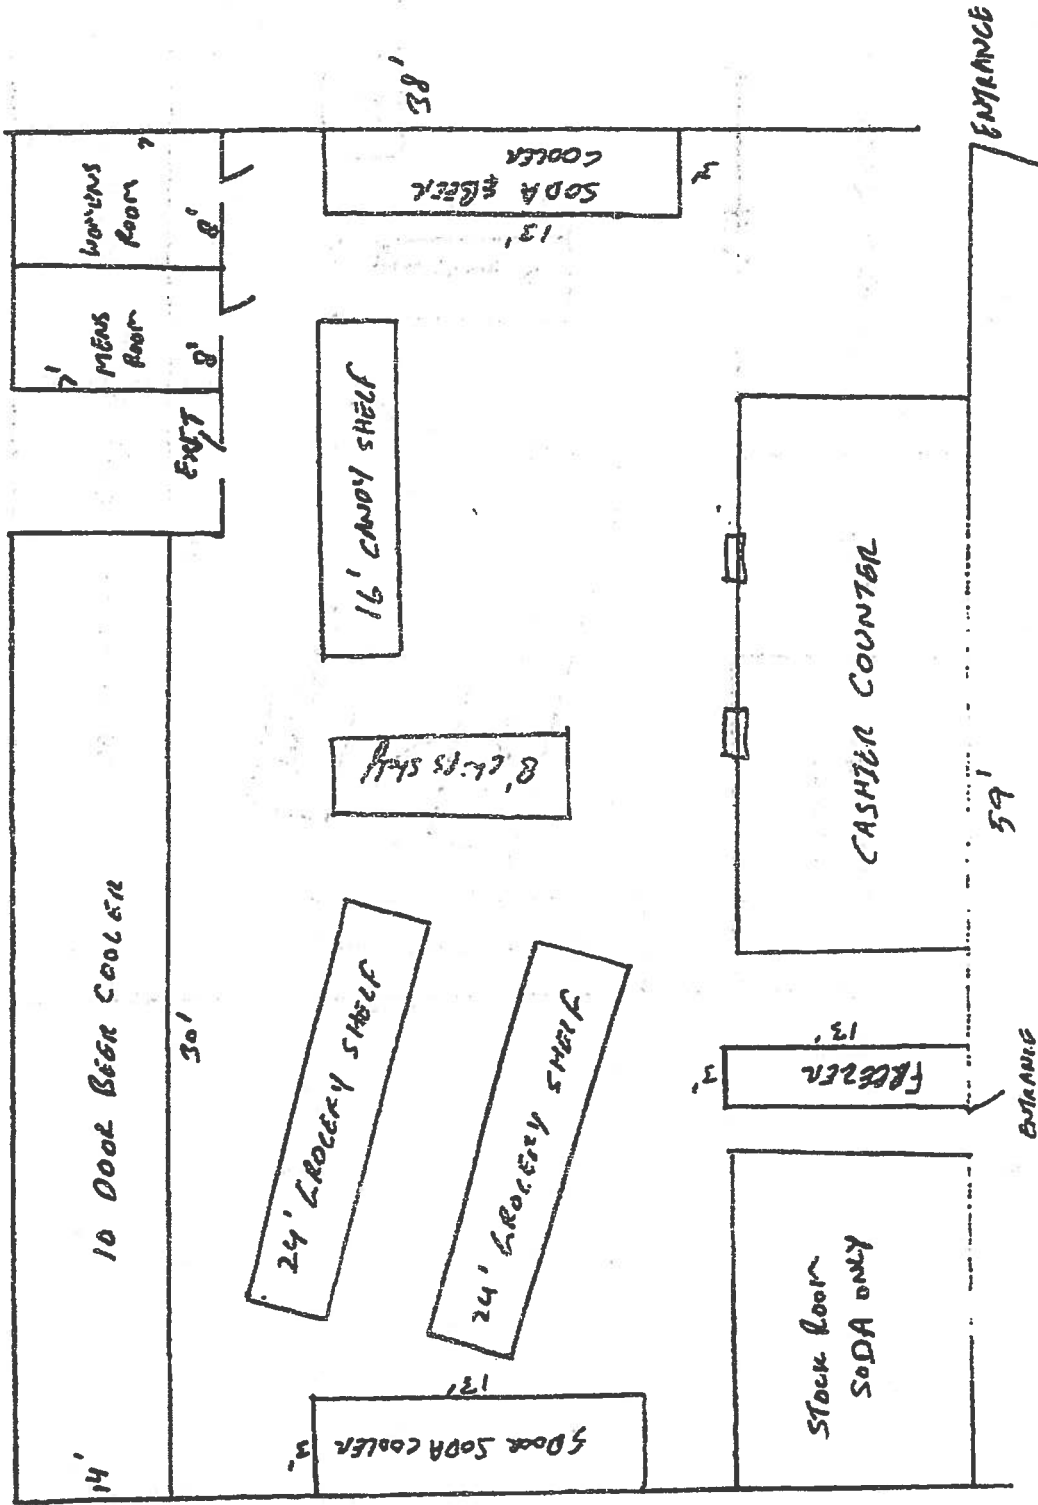 14'
10 DOOR BEER COOLER
30'
EXIT
7'
MENS
ROOM
8'
WOMENS
ROOM
7
8'
3'
5 DOOR SODA COOLER
13'
24' GROCERY SHELF
24' GROCERY SHELF
8' chips shelf
16' CANDY SHELF
13'
SODA & BEER
COOLER
38'
STOCK ROOM
SODA ONLY
3'
FREEZER
13'
CASHIER COUNTER
ENTRANCE
59'
ENTRANCE